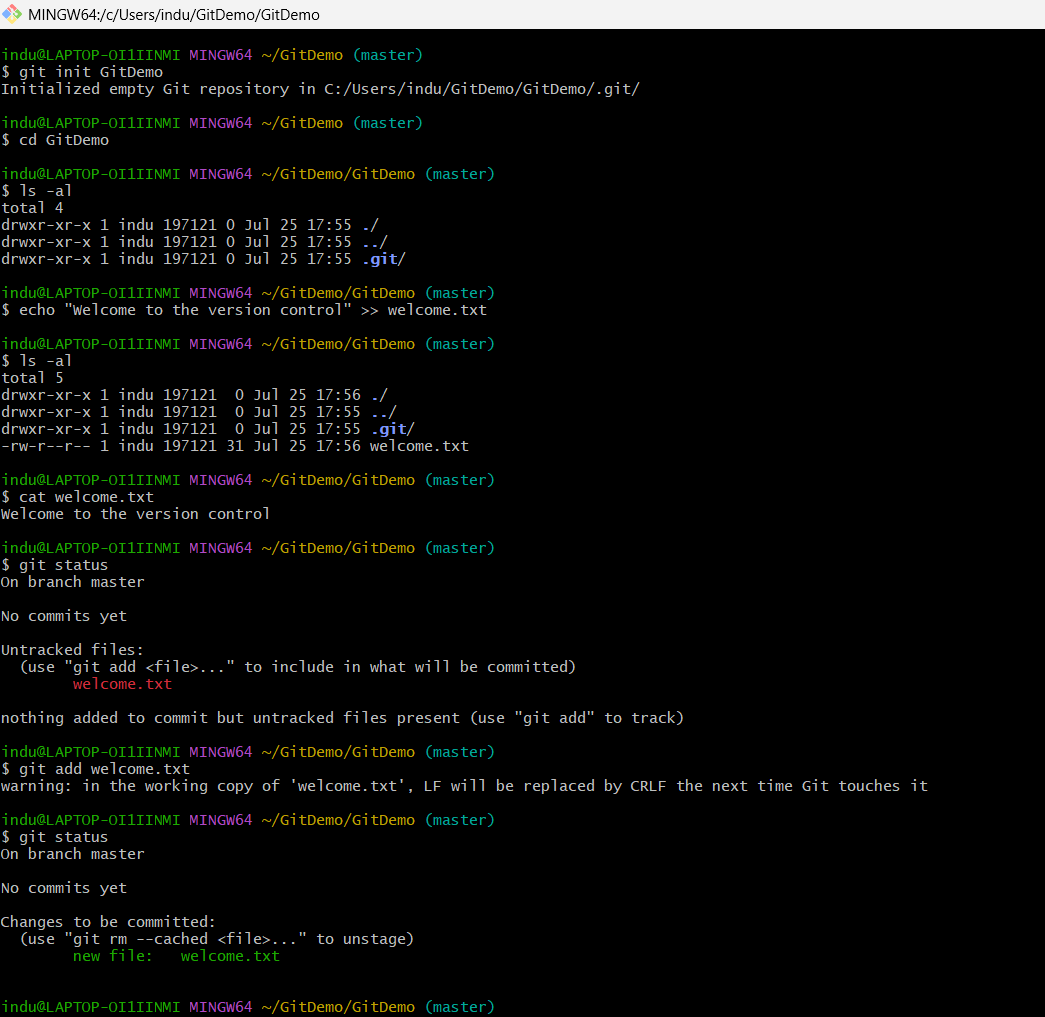 MINGW64:/c/Users/indu/GitDemo/GitDemo
indu@LAPTOP-OI1IINMI MINGW64 ~/GitDemo (master)
$ git init GitDemo
Initialized empty Git repository in C:/Users/indu/GitDemo/GitDemo/.git/
indu@LAPTOP-OI1IINMI MINGW64 ~/GitDemo (master)
$ cd GitDemo
indu@LAPTOP-OI1IINMI MINGW64 ~/GitDemo/GitDemo (master)
$ ls -al
total 4
drwxr-xr-x 1 indu 197121 0 Jul 25 17:55 ./
drwxr-xr-x 1 indu 197121 0 Jul 25 17:55 ../
drwxr-xr-x 1 indu 197121 0 Jul 25 17:55 .git/
indu@LAPTOP-OI1IINMI MINGW64 ~/GitDemo/GitDemo (master)
$ echo "Welcome to the version control" >> welcome.txt
indu@LAPTOP-OI1IINMI MINGW64 ~/GitDemo/GitDemo (master)
$ ls -al
total 5
drwxr-xr-x 1 indu 197121  0 Jul 25 17:56 ./
drwxr-xr-x 1 indu 197121  0 Jul 25 17:55 ../
drwxr-xr-x 1 indu 197121  0 Jul 25 17:55 .git/
-rw-r--r-- 1 indu 197121 31 Jul 25 17:56 welcome.txt
indu@LAPTOP-OI1IINMI MINGW64 ~/GitDemo/GitDemo (master)
$ cat welcome.txt
Welcome to the version control
indu@LAPTOP-OI1IINMI MINGW64 ~/GitDemo/GitDemo (master)
$ git status
On branch master
No commits yet
Untracked files:
  (use "git add <file>..." to include in what will be committed)
        welcome.txt
nothing added to commit but untracked files present (use "git add" to track)
indu@LAPTOP-OI1IINMI MINGW64 ~/GitDemo/GitDemo (master)
$ git add welcome.txt
warning: in the working copy of 'welcome.txt', LF will be replaced by CRLF the next time Git touches it
indu@LAPTOP-OI1IINMI MINGW64 ~/GitDemo/GitDemo (master)
$ git status
On branch master
No commits yet
Changes to be committed:
  (use "git rm --cached <file>..." to unstage)
        new file:   welcome.txt
indu@LAPTOP-OI1IINMI MINGW64 ~/GitDemo/GitDemo (master)